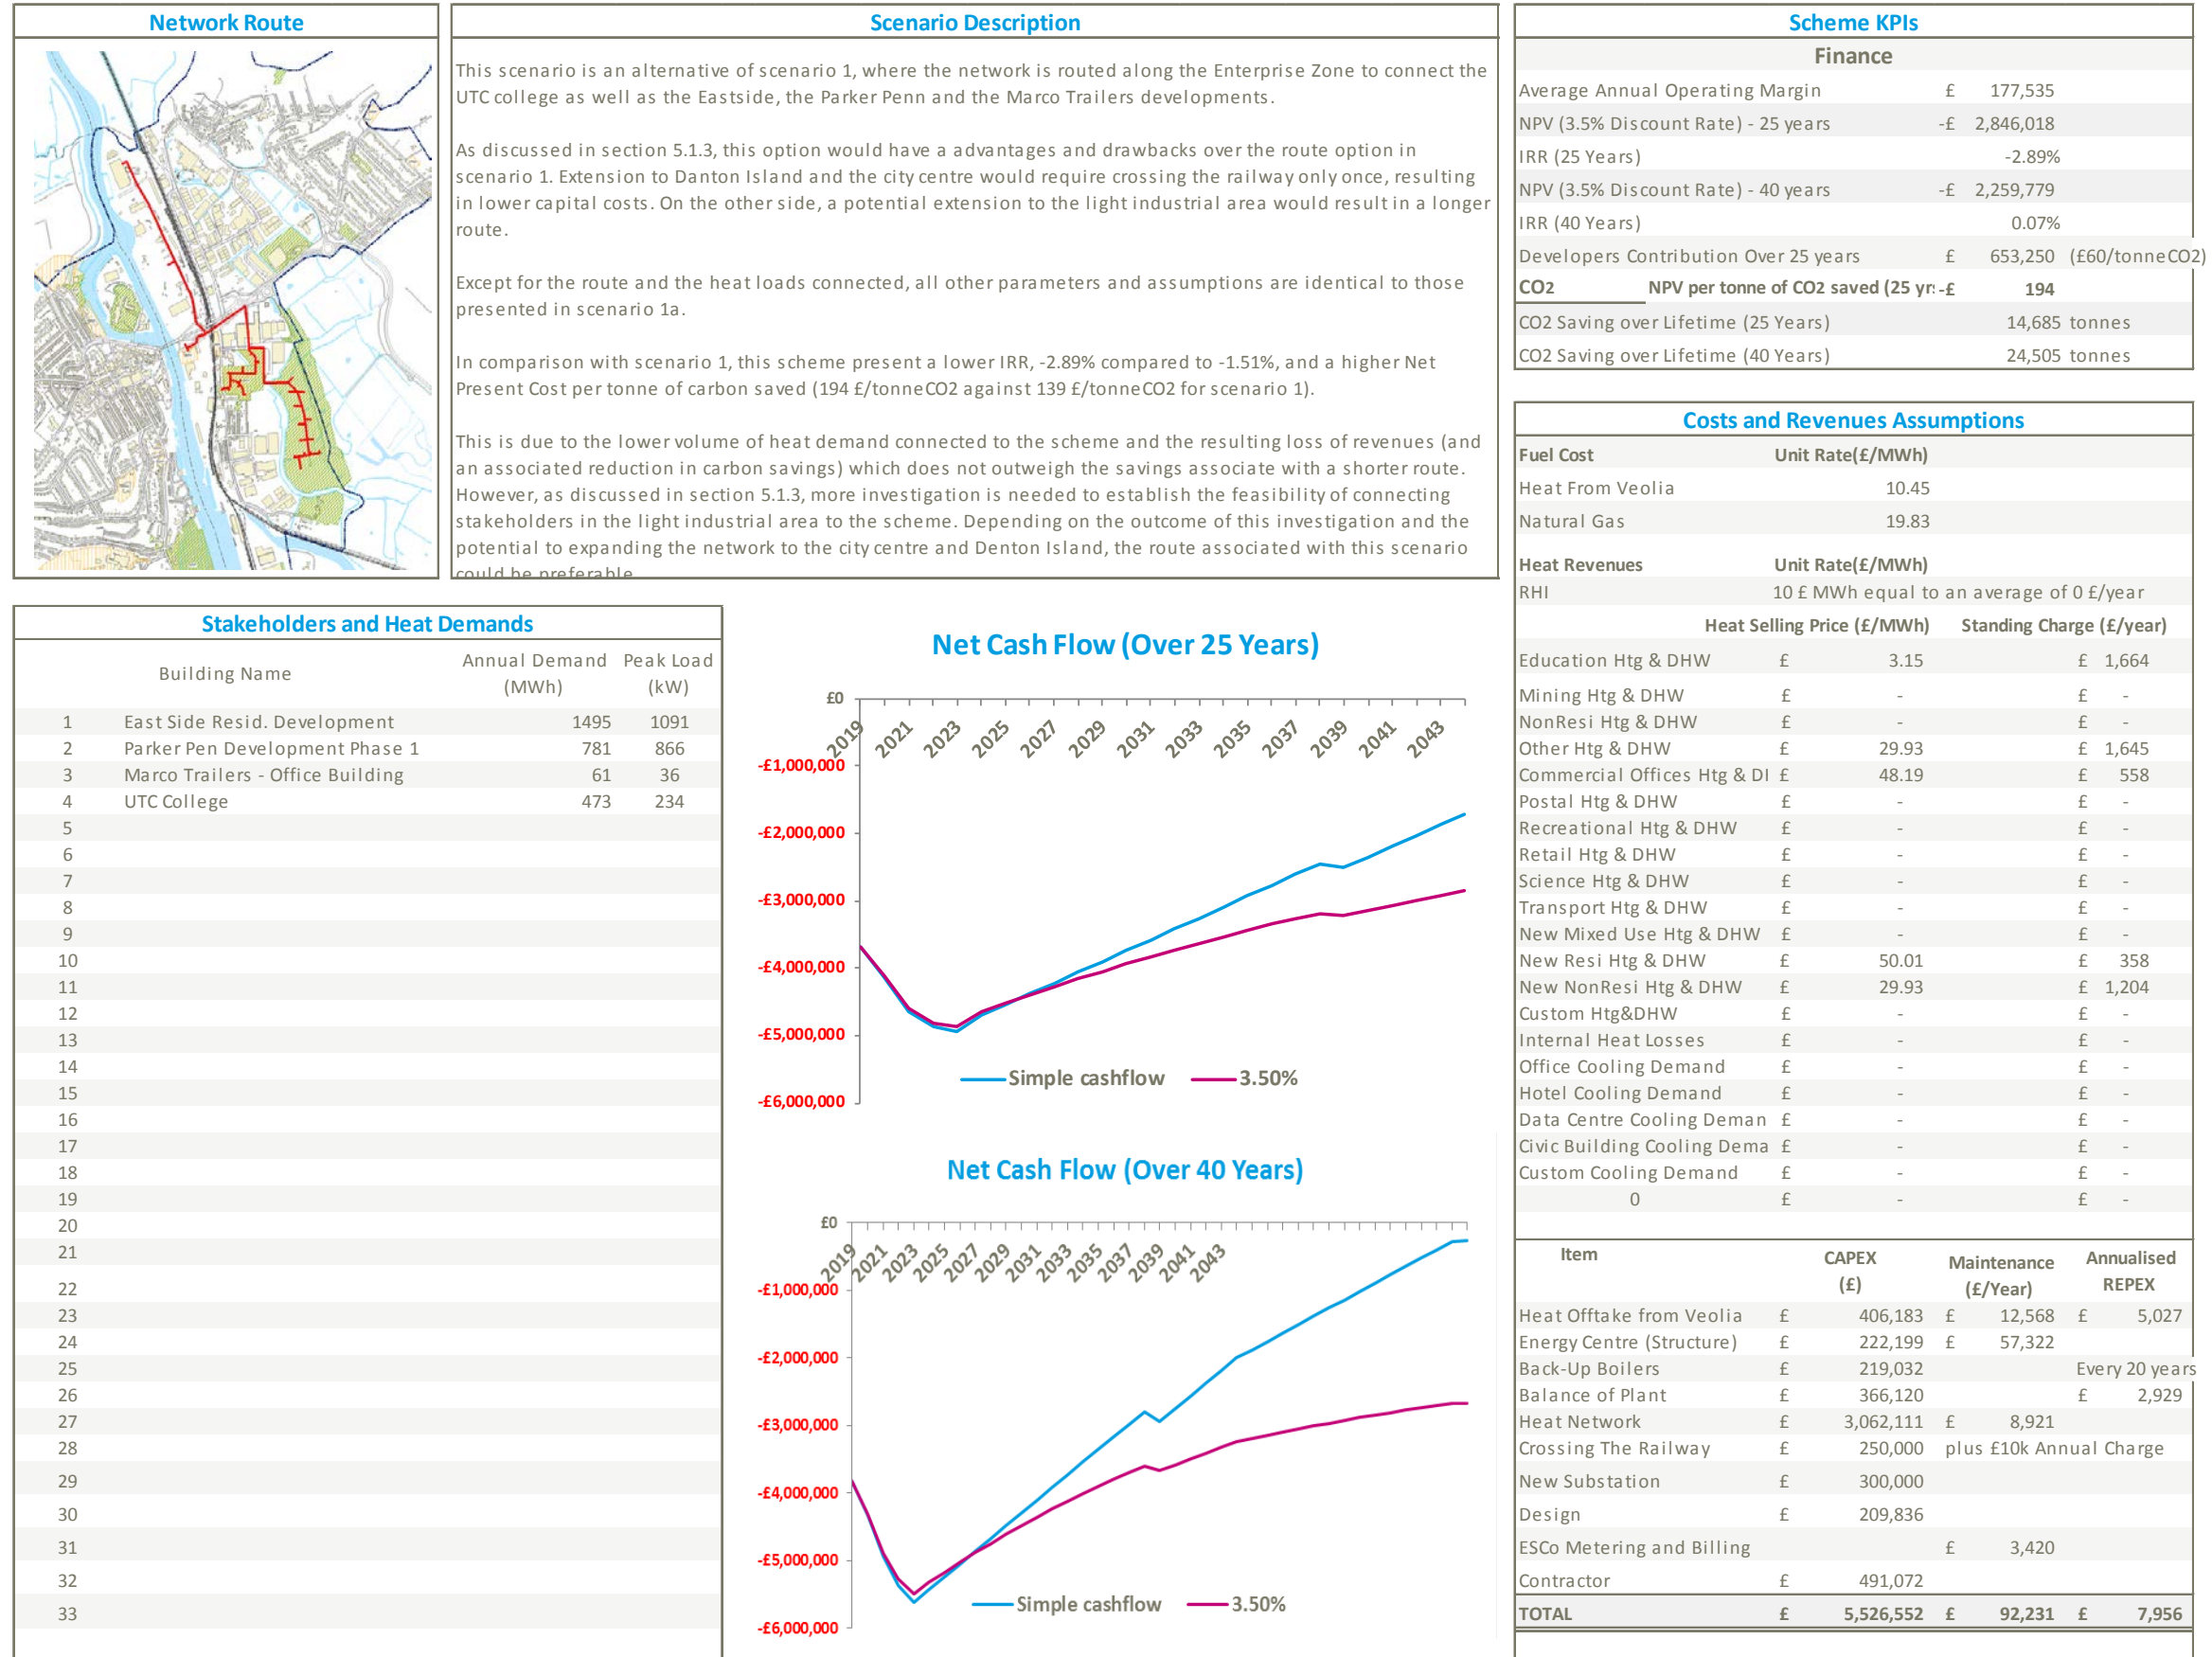 Network Route
Scenario Description
This scenario is an alternative of scenario 1, where the network is routed along the Enterprise Zone to connect the
UTC college as well as the Eastside, the Parker Penn and the Marco Trailers developments.
As discussed in section 5.1.3, this option would have a advantages and drawbacks over the route option in
scenario 1. Extension to Danton Island and the city centre would require crossing the railway only once, resulting
in lower capital costs. On the other side, a potential extension to the light industrial area would result in a longer
route.
Except for the route and the heat loads connected, all other parameters and assumptions are identical to those
presented in scenario 1a.
In comparison with scenario 1, this scheme present a lower IRR, -2.89% compared to -1.51%, and a higher Net
Present Cost per tonne of carbon saved (194 £/tonneCO2 against 139 £/tonneCO2 for scenario 1).
This is due to the lower volume of heat demand connected to the scheme and the resulting loss of revenues (and
an associated reduction in carbon savings) which does not outweigh the savings associate with a shorter route.
However, as discussed in section 5.1.3, more investigation is needed to establish the feasibility of connecting
stakeholders in the light industrial area to the scheme. Depending on the outcome of this investigation and the
potential to expanding the network to the city centre and Denton Island, the route associated with this scenario
could be preferable
Scheme KPIs
Finance
Average Annual Operating Margin £ 177,535
NPV (3.5% Discount Rate) - 25 years -£ 2,846,018
IRR (25 Years) -2.89%
NPV (3.5% Discount Rate) - 40 years -£ 2,259,779
IRR (40 Years) 0.07%
Developers Contribution Over 25 years £ 653,250 (£60/tonneCO2)
CO2 NPV per tonne of CO2 saved (25 yr -£ 194
CO2 Saving over Lifetime (25 Years) 14,685 tonnes
CO2 Saving over Lifetime (40 Years) 24,505 tonnes
Costs and Revenues Assumptions
Fuel Cost Unit Rate(£/MWh)
Heat From Veolia 10.45
Natural Gas 19.83
Heat Revenues Unit Rate(£/MWh)
RHI 10 £ MWh equal to an average of 0 £/year
Heat Selling Price (£/MWh) Standing Charge (£/year)
Education Htg & DHW £ 3.15 £ 1,664
Mining Htg & DHW £ - £ -
NonResi Htg & DHW £ - £ -
Other Htg & DHW £ 29.93 £ 1,645
Commercial Offices Htg & DI £ 48.19 £ 558
Postal Htg & DHW £ - £ -
Recreational Htg & DHW £ - £ -
Retail Htg & DHW £ - £ -
Science Htg & DHW £ - £ -
Transport Htg & DHW £ - £ -
New Mixed Use Htg & DHW £ - £ -
New Resi Htg & DHW £ 50.01 £ 358
New NonResi Htg & DHW £ 29.93 £ 1,204
Custom Htg&DHW £ - £ -
Internal Heat Losses £ - £ -
Office Cooling Demand £ - £ -
Hotel Cooling Demand £ - £ -
Data Centre Cooling Deman £ - £ -
Civic Building Cooling Dema £ - £ -
Custom Cooling Demand £ - £ -
0 £ - £ -
Item CAPEX (£) Maintenance (£/Year) Annualised REPEX
Heat Offtake from Veolia £ 406,183 £ 12,568 £ 5,027
Energy Centre (Structure) £ 222,199 £ 57,322
Back-Up Boilers £ 219,032 Every 20 years
Balance of Plant £ 366,120 £ 2,929
Heat Network £ 3,062,111 £ 8,921
Crossing The Railway £ 250,000 plus £10k Annual Charge
New Substation £ 300,000
Design £ 209,836
ESCo Metering and Billing £ 3,420
Contractor £ 491,072
TOTAL £ 5,526,552 £ 92,231 £ 7,956
Stakeholders and Heat Demands
Building Name Annual Demand (MWh) Peak Load (kW)
1 East Side Resid. Development 1495 1091
2 Parker Pen Development Phase 1 781 866
3 Marco Trailers - Office Building 61 36
4 UTC College 473 234
5
6
7
8
9
10
11
12
13
14
15
16
17
18
19
20
21
22
23
24
25
26
27
28
29
30
31
32
33
Net Cash Flow (Over 25 Years)
£0
-£1,000,000
-£2,000,000
-£3,000,000
-£4,000,000
-£5,000,000
-£6,000,000
2019 2021 2023 2025 2027 2029 2031 2033 2035 2037 2039 2041 2043
Simple cashflow 3.50%
Net Cash Flow (Over 40 Years)
£0
-£1,000,000
-£2,000,000
-£3,000,000
-£4,000,000
-£5,000,000
-£6,000,000
2019 2021 2023 2025 2027 2029 2031 2033 2035 2037 2039 2041 2043
Simple cashflow 3.50%